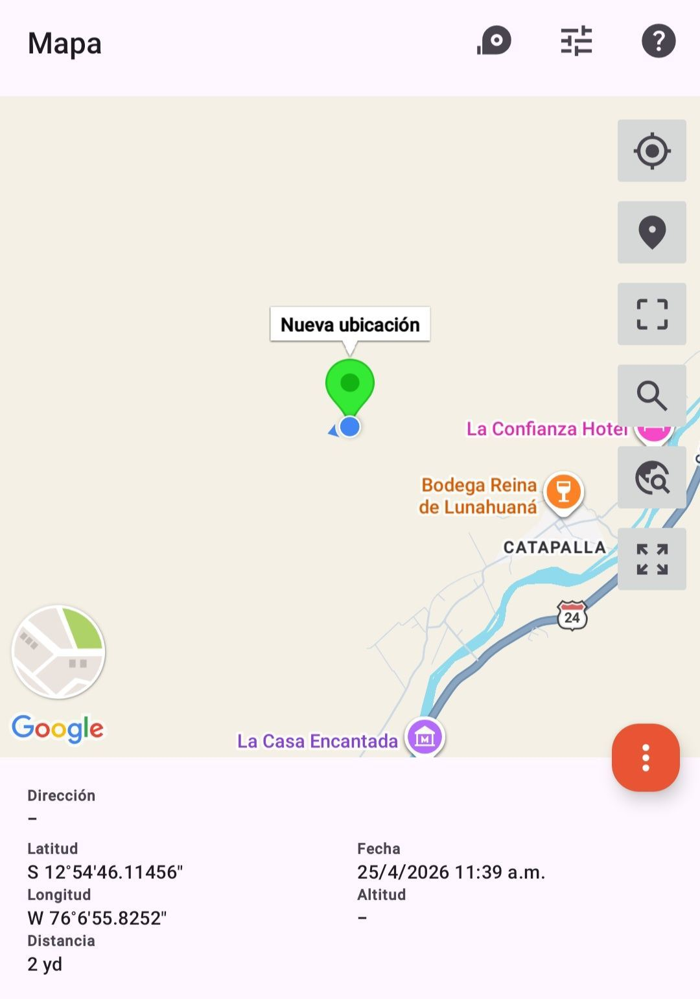 Mapa
Nueva ubicación
La Confianza Hotel
Bodega Reina
de Lunahuaná
CATAPALLA
24
Google
La Casa Encantada
Dirección
–
Latitud
S 12°54'46.11456"
Fecha
25/4/2026 11:39 a.m.
Longitud
W 76°6'55.8252"
Altitud
–
Distancia
2 yd